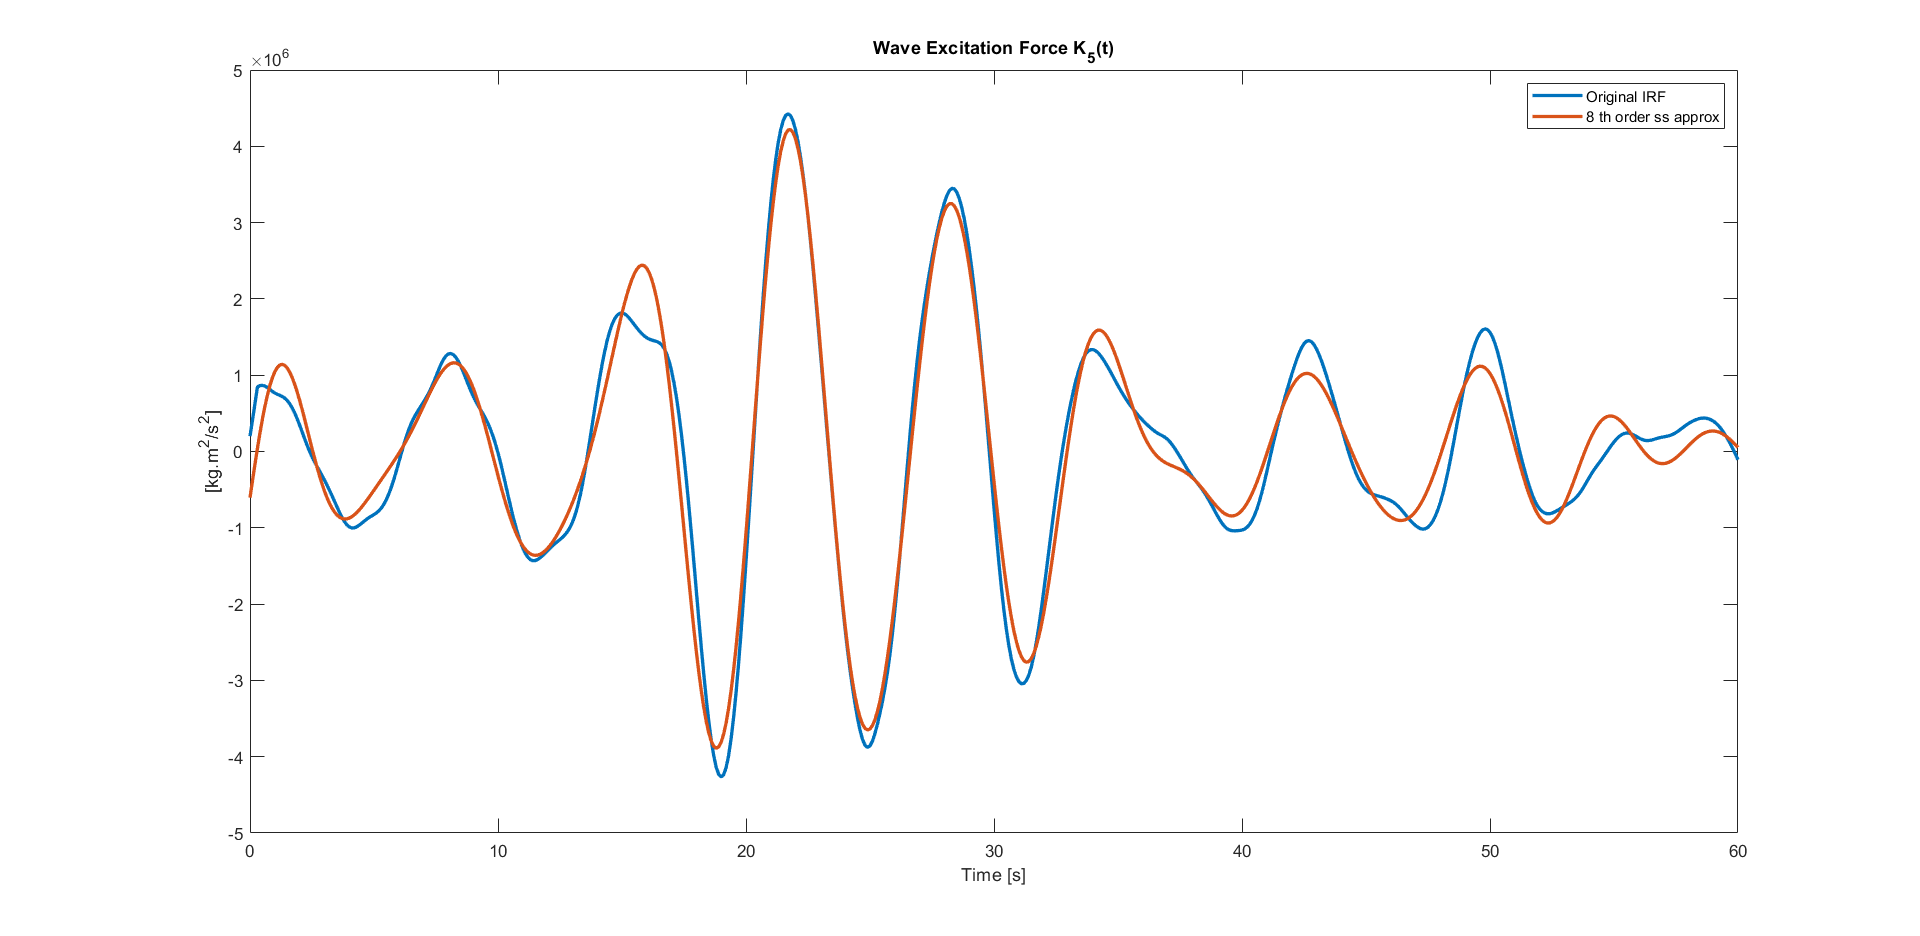 Wave Excitation Force K5(t)
×10^6
Original IRF
8 th order ss approx
5
4
3
2
1
0
-1
-2
-3
-4
-5
[kg.m^2/s^2]
0 10 20 30 40 50 60
Time [s]